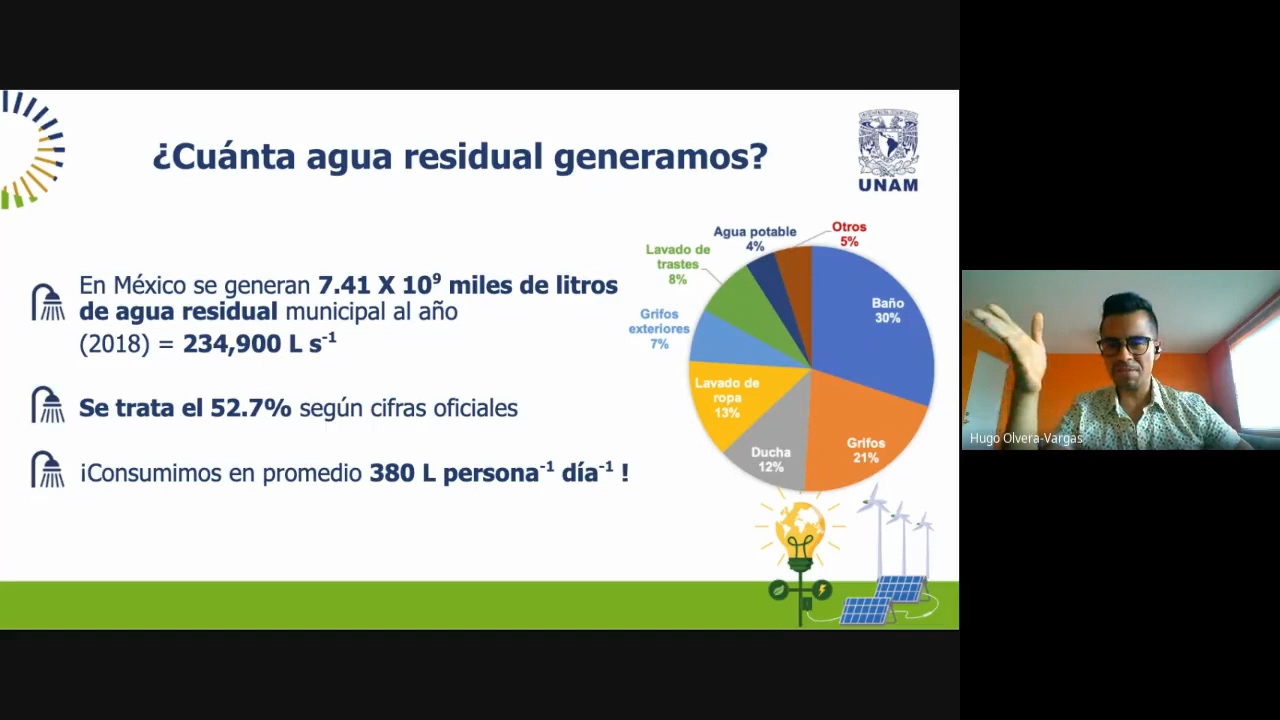 ¿Cuánta agua residual generamos?
UNAM
En México se generan 7.41 X 10⁹ miles de litros
de agua residual municipal al año
(2018) = 234,900 L s⁻¹
Se trata el 52.7% según cifras oficiales
¡Consumimos en promedio 380 L persona⁻¹ día⁻¹ !
Agua potable
4%
Otros
5%
Lavado de
trastes
8%
Baño
30%
Grifos
exteriores
7%
Lavado de
ropa
13%
Ducha
12%
Grifos
21%
Hugo Olvera-Vargas